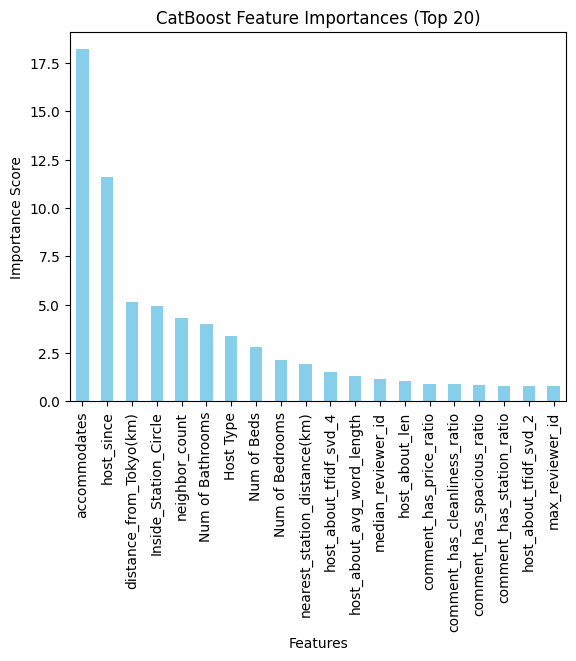 CatBoost Feature Importances (Top 20)
Importance Score
17.5
15.0
12.5
10.0
7.5
5.0
2.5
0.0
accommodates
host_since
distance_from_Tokyo(km)
Inside_Station_Circle
neighbor_count
Num of Bathrooms
Host Type
Num of Beds
Num of Bedrooms
nearest_station_distance(km)
host_about_tfidf_svd_4
host_about_avg_word_length
median_reviewer_id
host_about_len
comment_has_price_ratio
comment_has_cleanliness_ratio
comment_has_spacious_ratio
comment_has_station_ratio
host_about_tfidf_svd_2
max_reviewer_id
Features